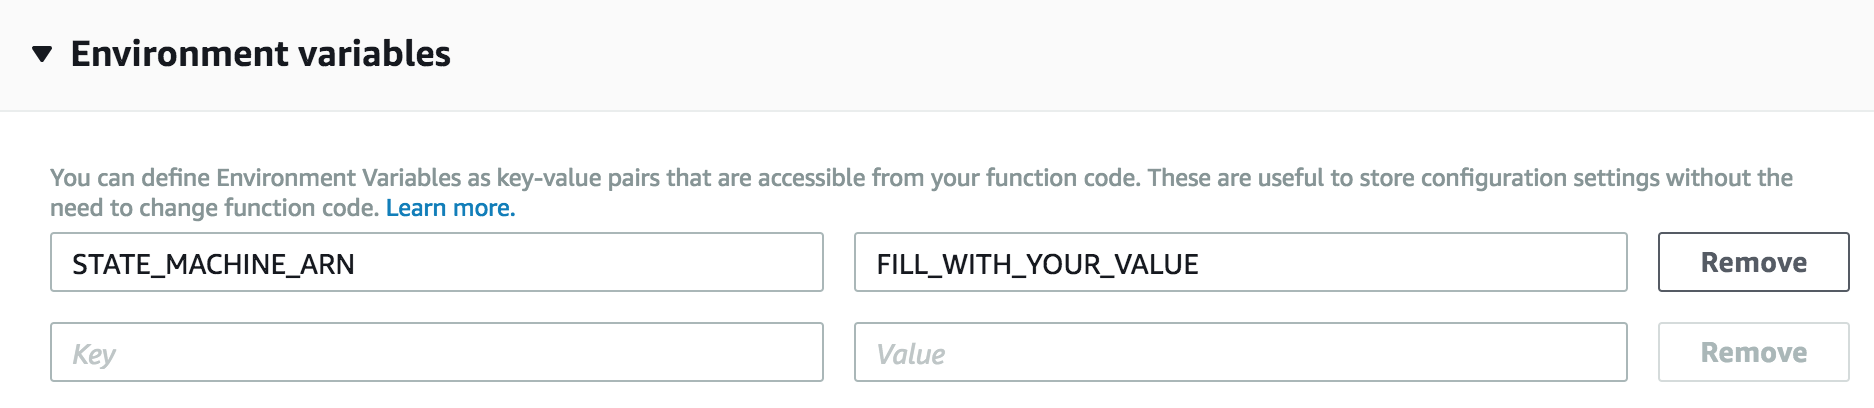 Environment variables
You can define Environment Variables as key-value pairs that are accessible from your function code. These are useful to store configuration settings without the
need to change function code. Learn more.
STATE_MACHINE_ARN FILL_WITH_YOUR_VALUE Remove
Key Value Remove